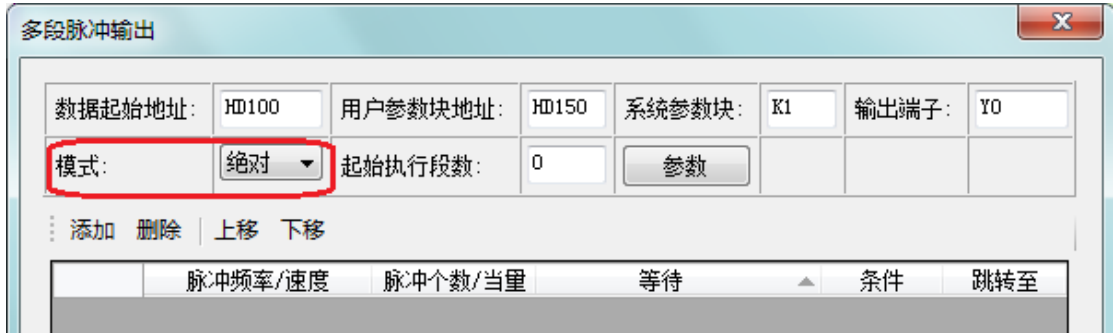 多段脉冲输出
数据起始地址: HD100 用户参数块地址: HD150 系统参数块: K1 输出端子: Y0
模式: 绝对 起始执行段数: 0 参数
添加 删除 上移 下移
脉冲频率/速度 脉冲个数/当量 等待 条件 跳转至